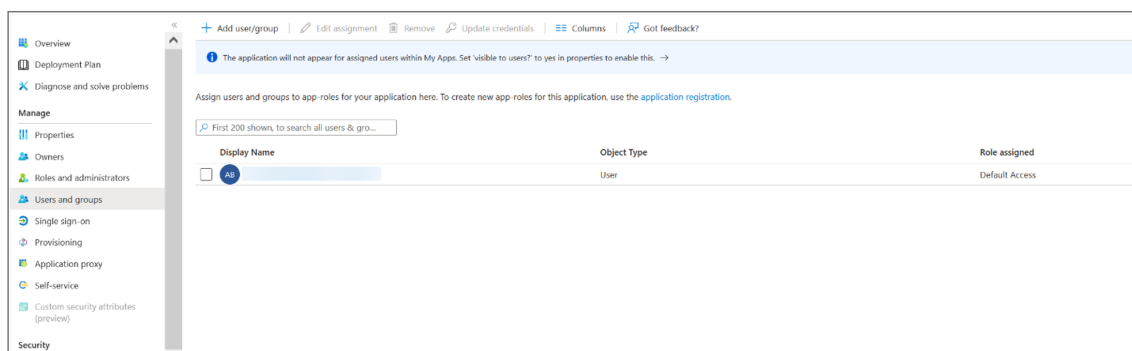 «
Overview
Deployment Plan
Diagnose and solve problems
Manage
Properties
Owners
Roles and administrators
Users and groups
Single sign-on
Provisioning
Application proxy
Self-service
Custom security attributes
(preview)
Security
+ Add user/group
Edit assignment
Remove
Update credentials
Columns
Got feedback?
The application will not appear for assigned users within My Apps. Set 'visible to users?' to yes in properties to enable this. →
Assign users and groups to app-roles for your application here. To create new app-roles for this application, use the application registration.
First 200 shown, to search all users & gro...
Display Name Object Type Role assigned
AB User Default Access